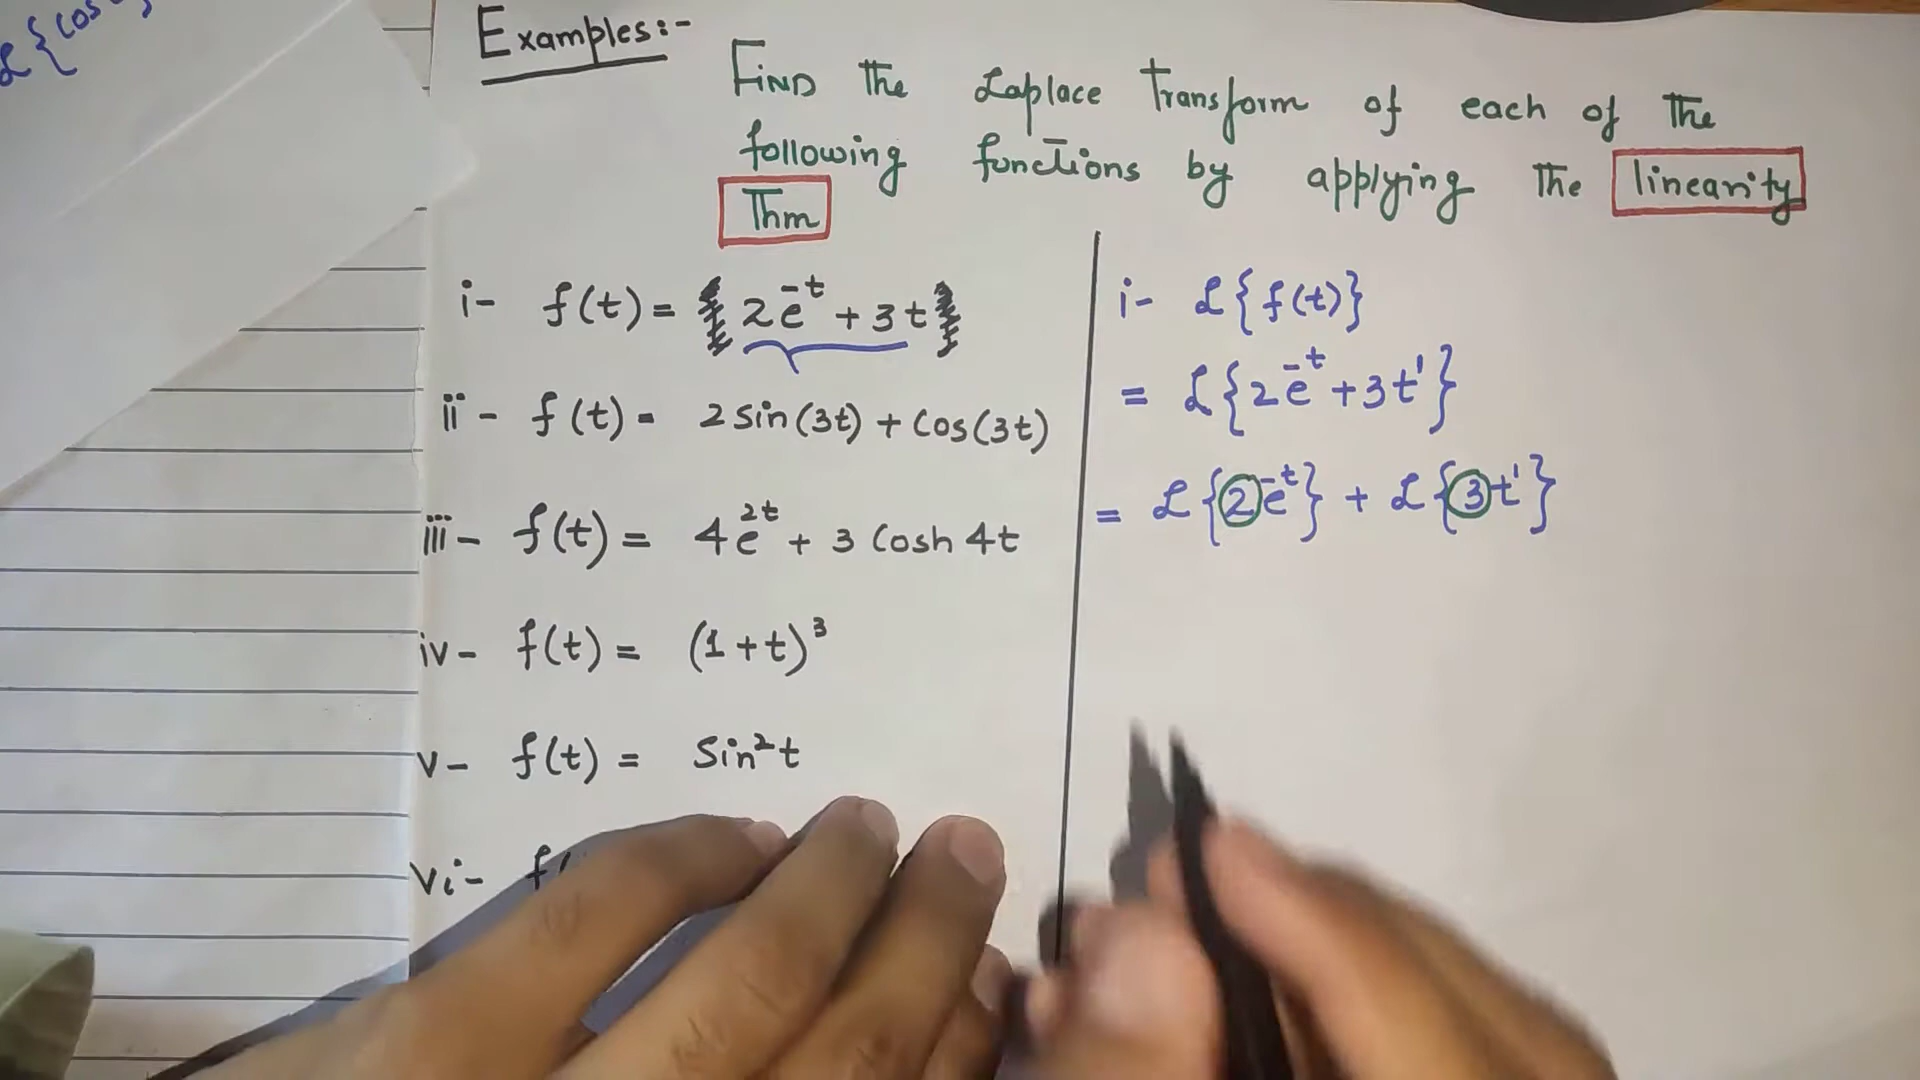 L{cos
Examples:-
Find the Laplace Transform of each of the
following functions by applying the linearity
Thm
i- f(t) = {2e^-t + 3t}
ii- f(t) = 2sin(3t) + Cos(3t)
iii- f(t) = 4e^2t + 3 Cosh 4t
iv- f(t) = (1+t)^3
v- f(t) = Sin^2t
vi- f(
i- L{f(t)}
= L{2e^-t + 3t^1}
= L{2e^-t} + L{3t^1}